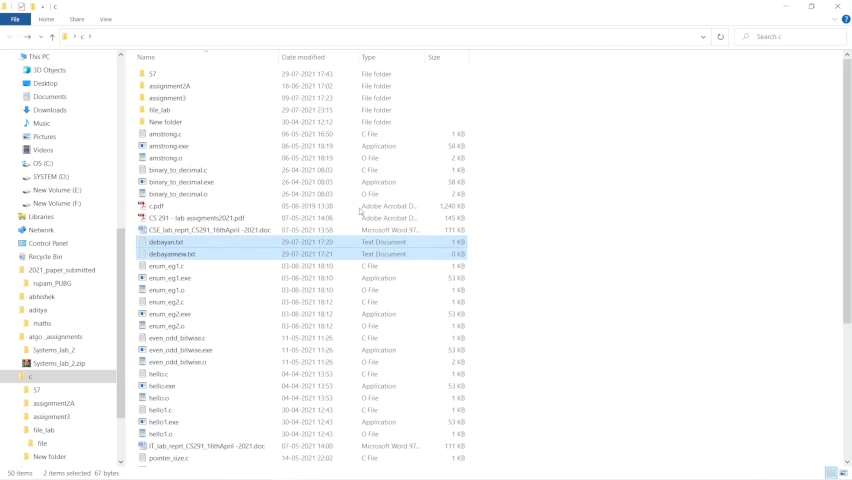 c
File Home Share View
c
Search c
Name Date modified Type Size
This PC
3D Objects
Desktop
Documents
Downloads
Music
Pictures
Videos
OS (C:)
SYSTEM (D:)
New Volume (E:)
New Volume (F:)
Libraries
Network
Control Panel
Recycle Bin
2021_paper_submitted
rupam_PUBG
abhishek
aditya
maths
algo _assignments
Systems_lab_2
Systems_lab_2.zip
c
57
assignment2A
assignment3
file_lab
file
New folder
57 29-07-2021 17:43 File folder
assignment2A 18-06-2021 17:02 File folder
assignment3 09-07-2021 17:23 File folder
file_lab 29-07-2021 23:15 File folder
New folder 30-04-2021 12:12 File folder
amstrong.c 06-05-2021 16:50 C File 1 KB
amstrong.exe 06-05-2021 18:19 Application 58 KB
amstrong.o 06-05-2021 18:19 O File 2 KB
binary_to_decimal.c 26-04-2021 08:03 C File 1 KB
binary_to_decimal.exe 26-04-2021 08:03 Application 58 KB
binary_to_decimal.o 26-04-2021 08:03 O File 2 KB
c.pdf 05-08-2019 13:38 Adobe Acrobat D... 1,240 KB
CS 291 - lab assigments2021.pdf 07-05-2021 14:06 Adobe Acrobat D... 145 KB
CSE_lab_reprt_CS291_16thApril -2021.doc 07-05-2021 13:58 Microsoft Word 97... 111 KB
debayan.txt 29-07-2021 17:20 Text Document 1 KB
debayannew.txt 29-07-2021 17:21 Text Document 0 KB
enum_eg1.c 03-08-2021 18:10 C File 1 KB
enum_eg1.exe 03-08-2021 18:10 Application 53 KB
enum_eg1.o 03-08-2021 18:10 O File 1 KB
enum_eg2.c 03-08-2021 18:12 C File 1 KB
enum_eg2.exe 03-08-2021 18:12 Application 53 KB
enum_eg2.o 03-08-2021 18:12 O File 1 KB
even_odd_bitwise.c 11-05-2021 11:26 C File 1 KB
even_odd_bitwise.exe 11-05-2021 11:26 Application 53 KB
even_odd_bitwise.o 11-05-2021 11:26 O File 2 KB
hello.c 04-04-2021 13:53 C File 1 KB
hello.exe 04-04-2021 13:53 Application 53 KB
hello.o 04-04-2021 13:53 O File 1 KB
hello1.c 30-04-2021 12:43 C File 1 KB
hello1.exe 30-04-2021 12:43 Application 53 KB
hello1.o 30-04-2021 12:43 O File 1 KB
IT_lab_reprt_CS291_16thApril -2021.doc 07-05-2021 14:00 Microsoft Word 97... 111 KB
pointer_size.c 14-05-2021 22:02 C File 1 KB
50 items 2 items selected 67 bytes